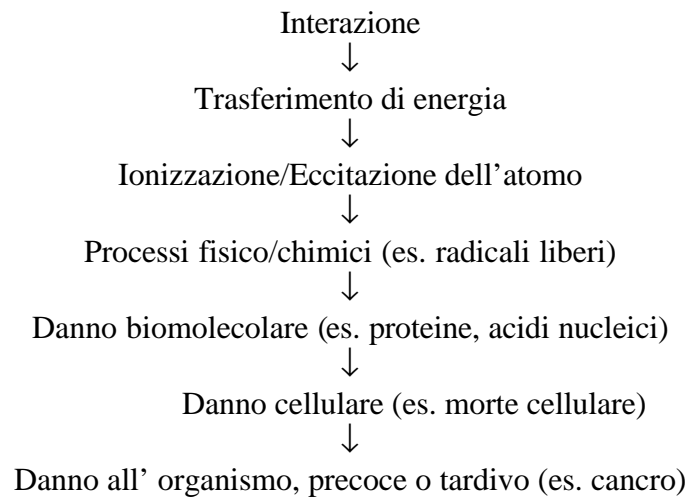 Interazione
↓
Trasferimento di energia
↓
Ionizzazione/Eccitazione dell’atomo
↓
Processi fisico/chimici (es. radicali liberi)
↓
Danno biomolecolare (es. proteine, acidi nucleici)
↓
Danno cellulare (es. morte cellulare)
↓
Danno all’ organismo, precoce o tardivo (es. cancro)